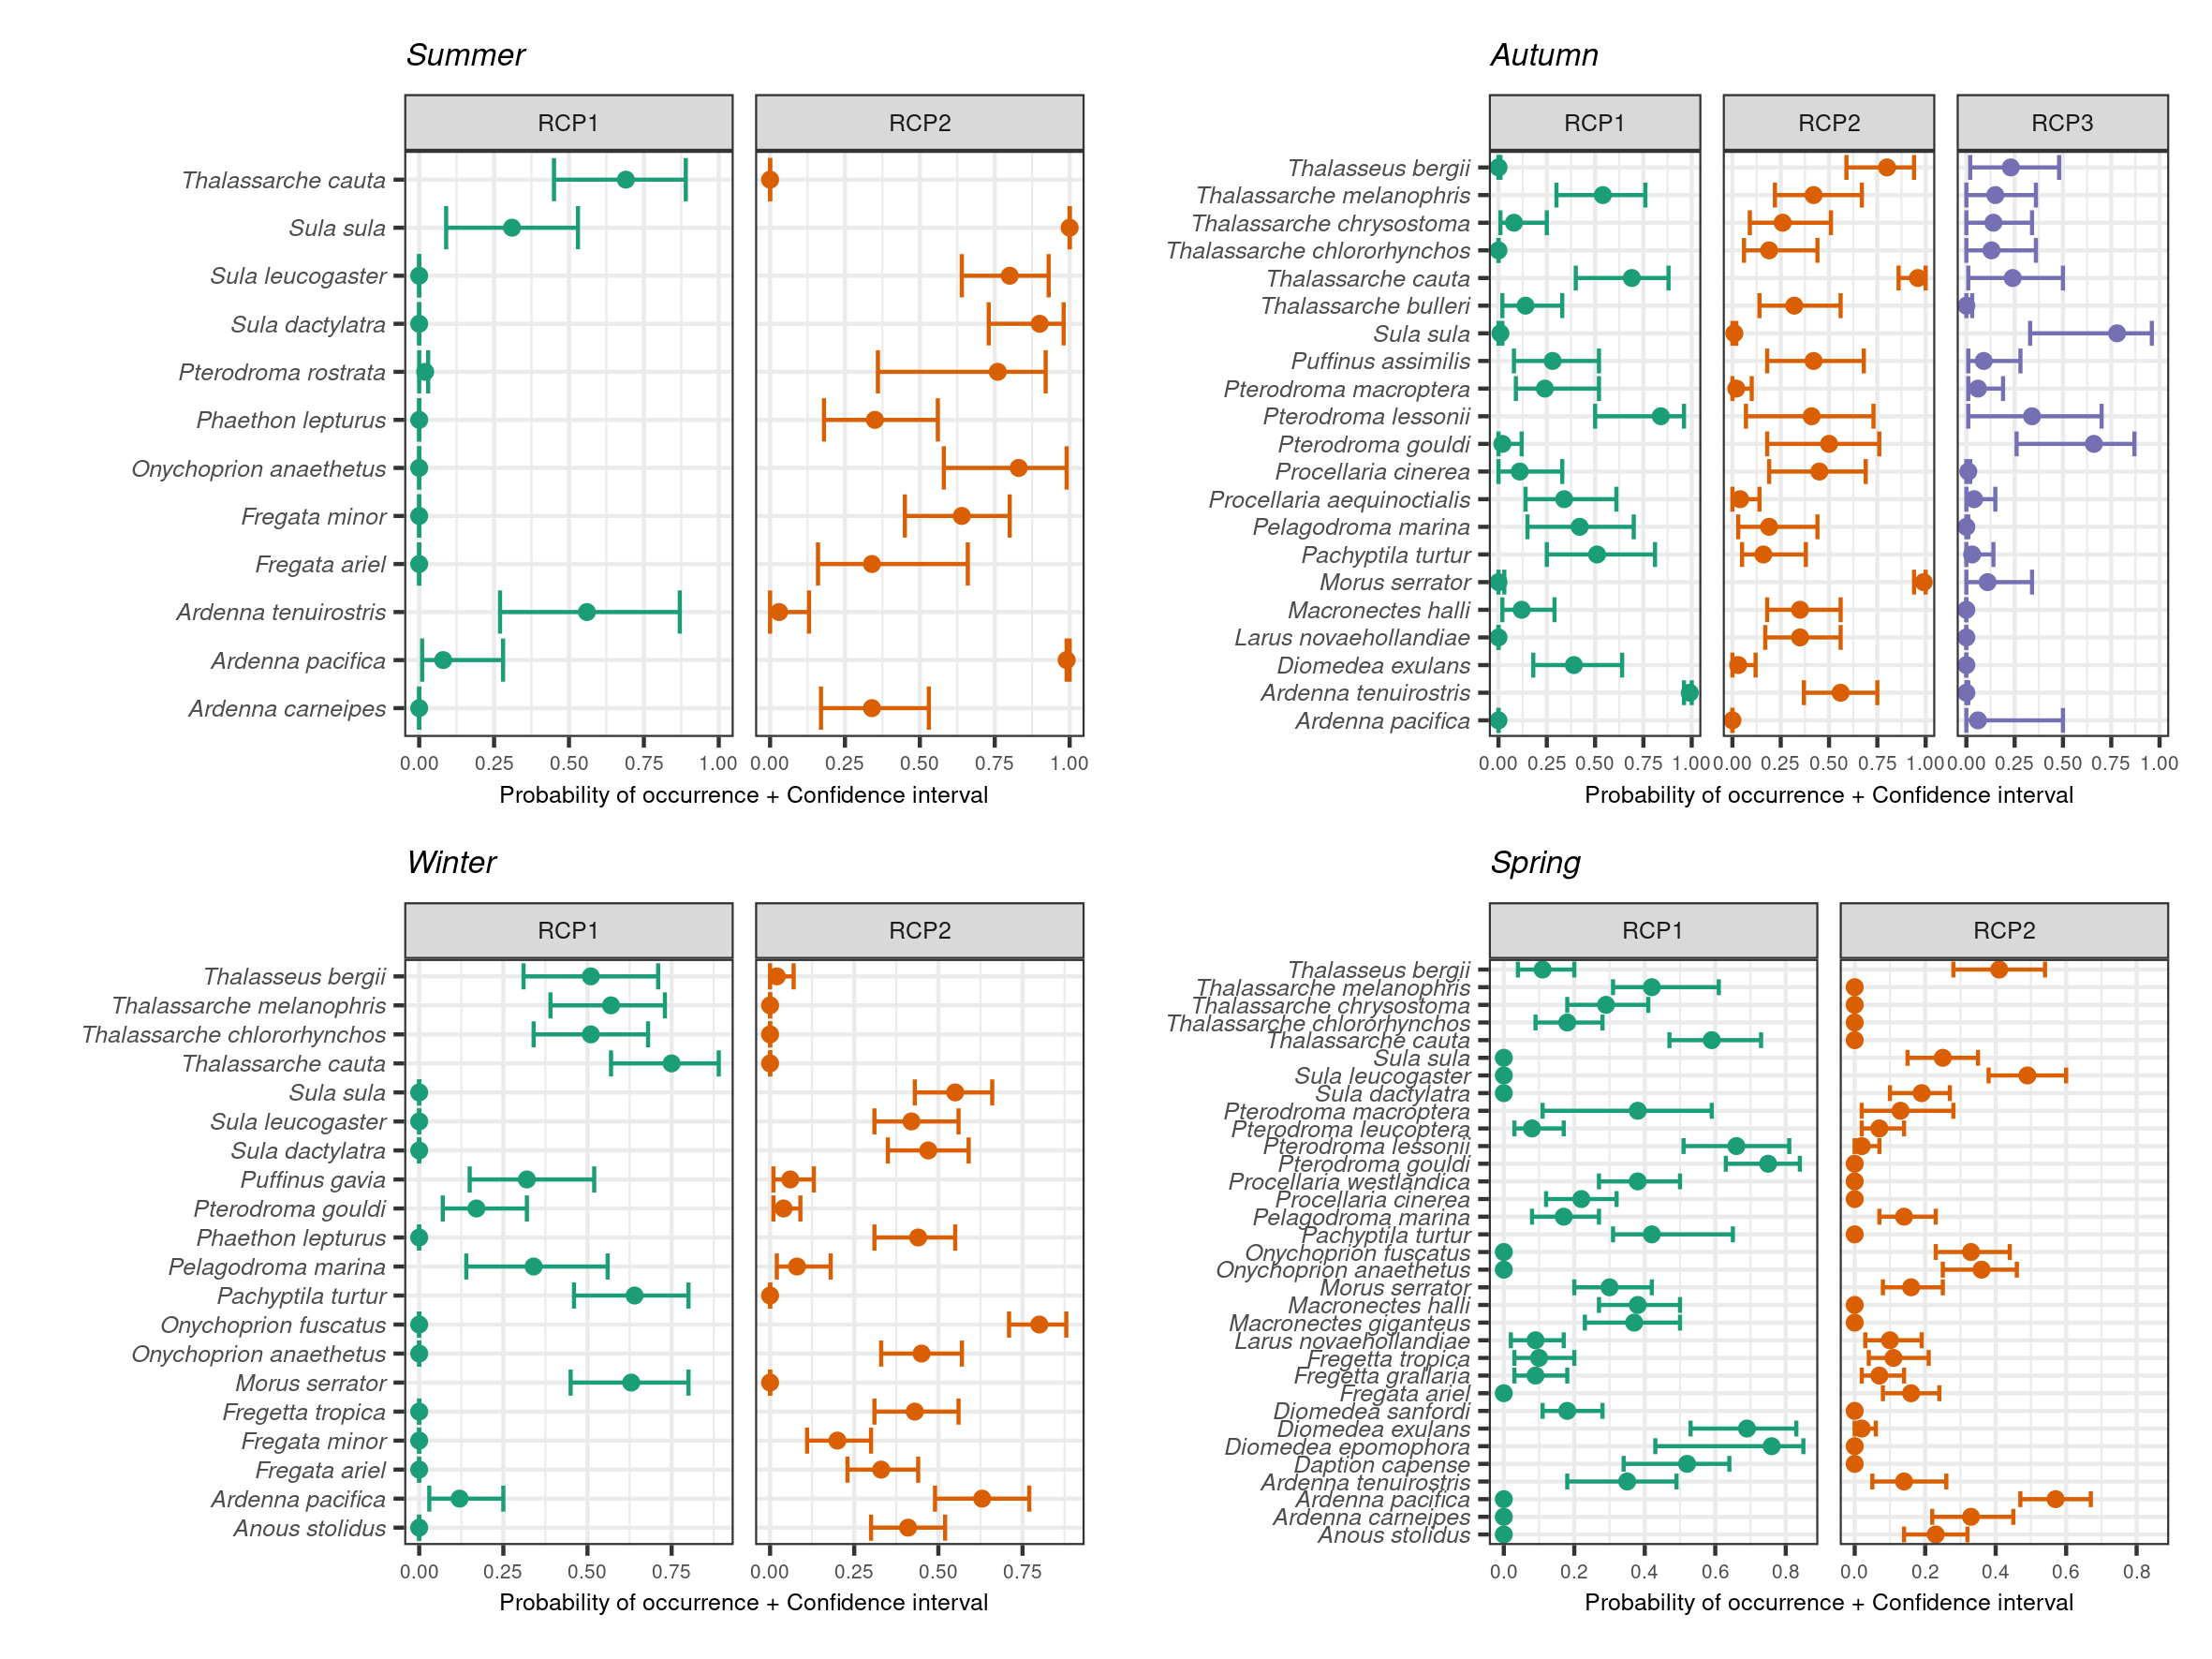 Summer
RCP1 RCP2
Thalassarche cauta
Sula sula
Sula leucogaster
Sula dactylatra
Pterodroma rostrata
Phaethon lepturus
Onychoprion anaethetus
Fregata minor
Fregata ariel
Ardenna tenuirostris
Ardenna pacifica
Ardenna carneipes
0.00 0.25 0.50 0.75 1.00 0.00 0.25 0.50 0.75 1.00
Probability of occurrence + Confidence interval
Autumn
RCP1 RCP2 RCP3
Thalasseus bergii
Thalassarche melanophris
Thalassarche chrysostoma
Thalassarche chlororhynchos
Thalassarche cauta
Thalassarche bulleri
Sula sula
Puffinus assimilis
Pterodroma macroptera
Pterodroma lessonii
Pterodroma gouldi
Procellaria cinerea
Procellaria aequinoctialis
Pelagodroma marina
Pachyptila turtur
Morus serrator
Macronectes halli
Larus novaehollandiae
Diomedea exulans
Ardenna tenuirostris
Ardenna pacifica
0.00 0.25 0.50 0.75 1.00 0.00 0.25 0.50 0.75 1.00 0.00 0.25 0.50 0.75 1.00
Probability of occurrence + Confidence interval
Winter
RCP1 RCP2
Thalasseus bergii
Thalassarche melanophris
Thalassarche chlororhynchos
Thalassarche cauta
Sula sula
Sula leucogaster
Sula dactylatra
Puffinus gavia
Pterodroma gouldi
Phaethon lepturus
Pelagodroma marina
Pachyptila turtur
Onychoprion fuscatus
Onychoprion anaethetus
Morus serrator
Fregetta tropica
Fregata minor
Fregata ariel
Ardenna pacifica
Anous stolidus
0.00 0.25 0.50 0.75 0.00 0.25 0.50 0.75
Probability of occurrence + Confidence interval
Spring
RCP1 RCP2
Thalasseus bergii
Thalassarche melanophris
Thalassarche chrysostoma
Thalassarche chlororhynchos
Thalassarche cauta
Sula sula
Sula leucogaster
Sula dactylatra
Pterodroma macroptera
Pterodroma leucoptera
Pterodroma lessonii
Pterodroma gouldi
Procellaria westlandica
Procellaria cinerea
Pelagodroma marina
Pachyptila turtur
Onychoprion fuscatus
Onychoprion anaethetus
Morus serrator
Macronectes halli
Macronectes giganteus
Larus novaehollandiae
Fregetta tropica
Fregetta grallaria
Fregata ariel
Diomedea sanfordi
Diomedea exulans
Diomedea epomophora
Daption capense
Ardenna tenuirostris
Ardenna pacifica
Ardenna carneipes
Anous stolidus
0.0 0.2 0.4 0.6 0.8 0.0 0.2 0.4 0.6 0.8
Probability of occurrence + Confidence interval